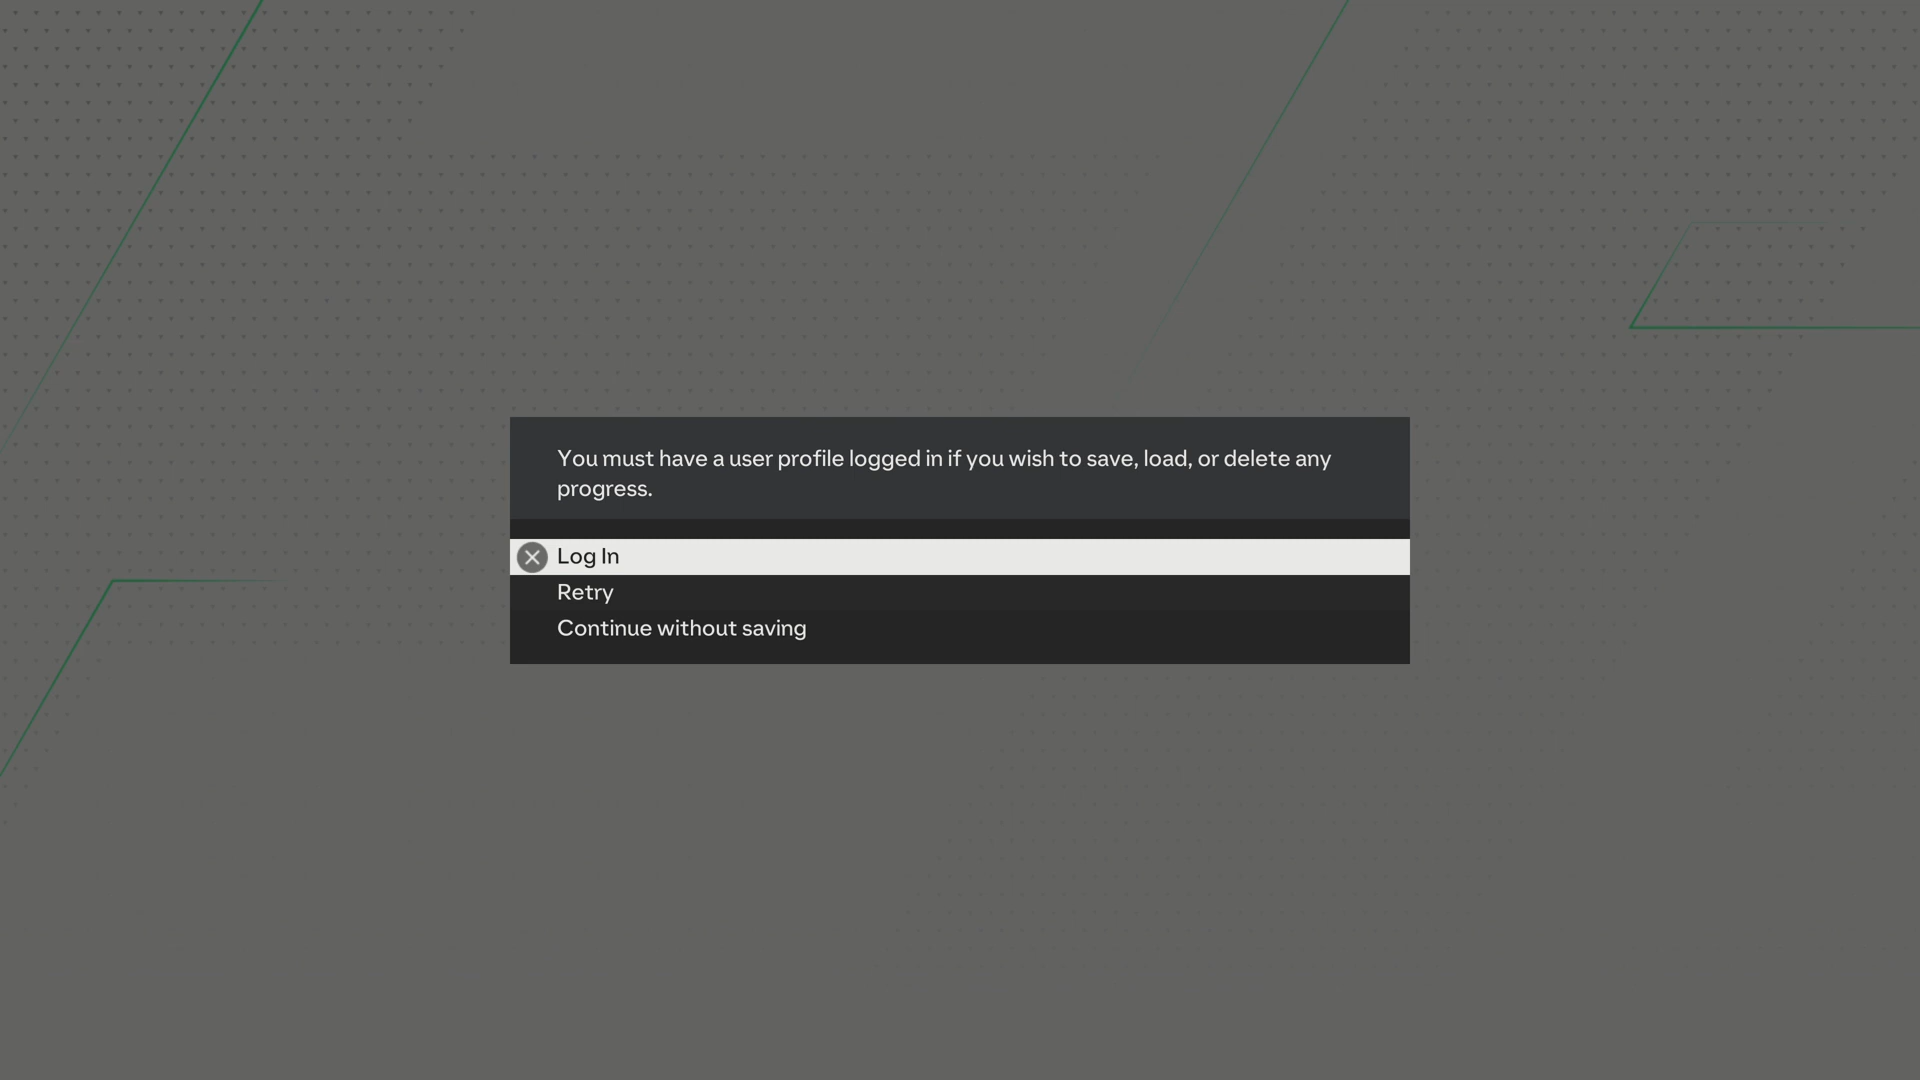 You must have a user profile logged in if you wish to save, load, or delete any
progress.
Log In
Retry
Continue without saving